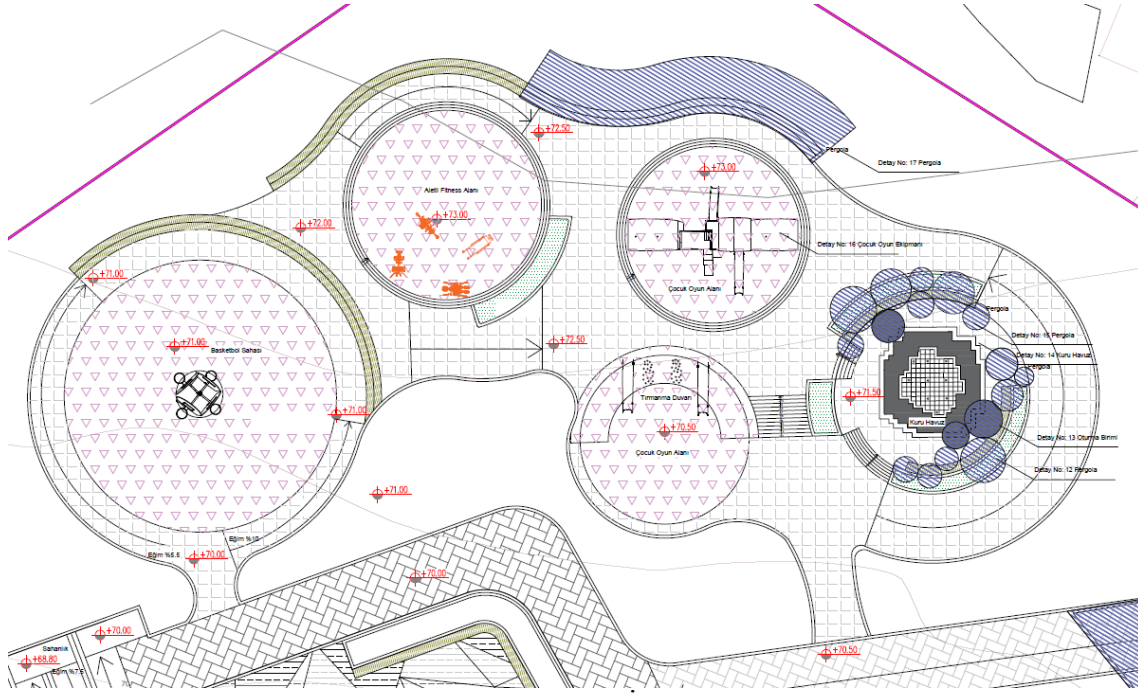 +72.50
Pergola
Detay No: 17 Pergola
+73.00
Aletli Fitness Alanı
+73.00
+72.00
Detay No: 16 Çocuk Oyun Ekipmanı
+71.00
Çocuk Oyun Alanı
Pergola
Detay No: 15 Pergola
+71.00
Basketbol Sahası
+72.50
Detay No: 14 Kuru Havuz
Pergola
Tırmanma Duvarı
+71.50
+71.00
Kuru Havuz
+70.50
Detay No: 13 Oturma Birimi
Çocuk Oyun Alanı
Detay No: 12 Pergola
+71.00
Eğim %10
Eğim %5.5
+70.00
+70.00
+70.00
Sahanlık
+70.50
+68.80